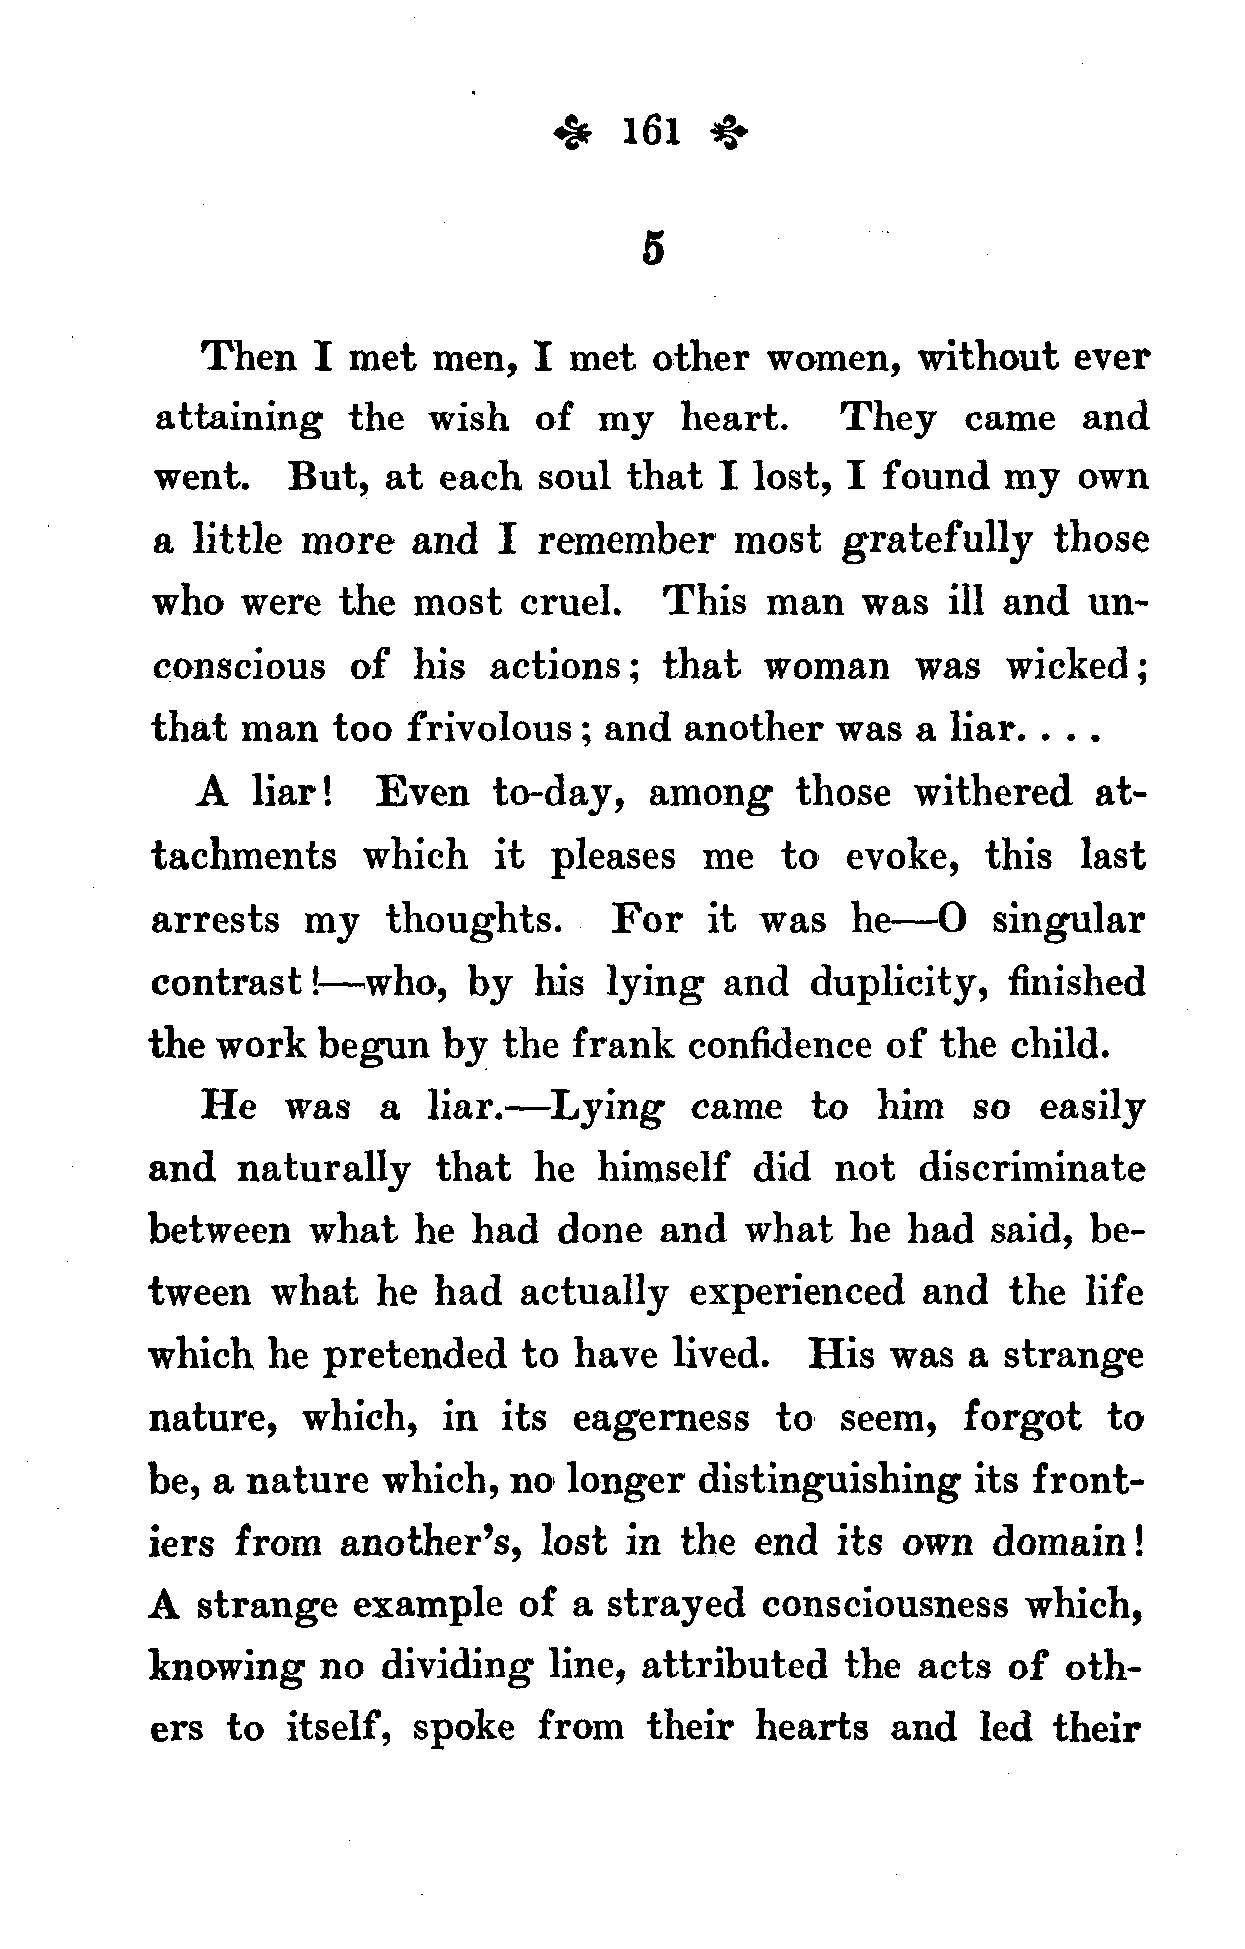 161
5
Then I met men, I met other women, without ever
attaining the wish of my heart. They came and
went. But, at each soul that I lost, I found my own
a little more and I remember most gratefully those
who were the most cruel. This man was ill and un-
conscious of his actions; that woman was wicked;
that man too frivolous; and another was a liar. . . .
A liar! Even to-day, among those withered at-
tachments which it pleases me to evoke, this last
arrests my thoughts. For it was he—O singular
contrast!—who, by his lying and duplicity, finished
the work begun by the frank confidence of the child.
He was a liar.—Lying came to him so easily
and naturally that he himself did not discriminate
between what he had done and what he had said, be-
tween what he had actually experienced and the life
which he pretended to have lived. His was a strange
nature, which, in its eagerness to seem, forgot to
be, a nature which, no longer distinguishing its front-
iers from another's, lost in the end its own domain!
A strange example of a strayed consciousness which,
knowing no dividing line, attributed the acts of oth-
ers to itself, spoke from their hearts and led their